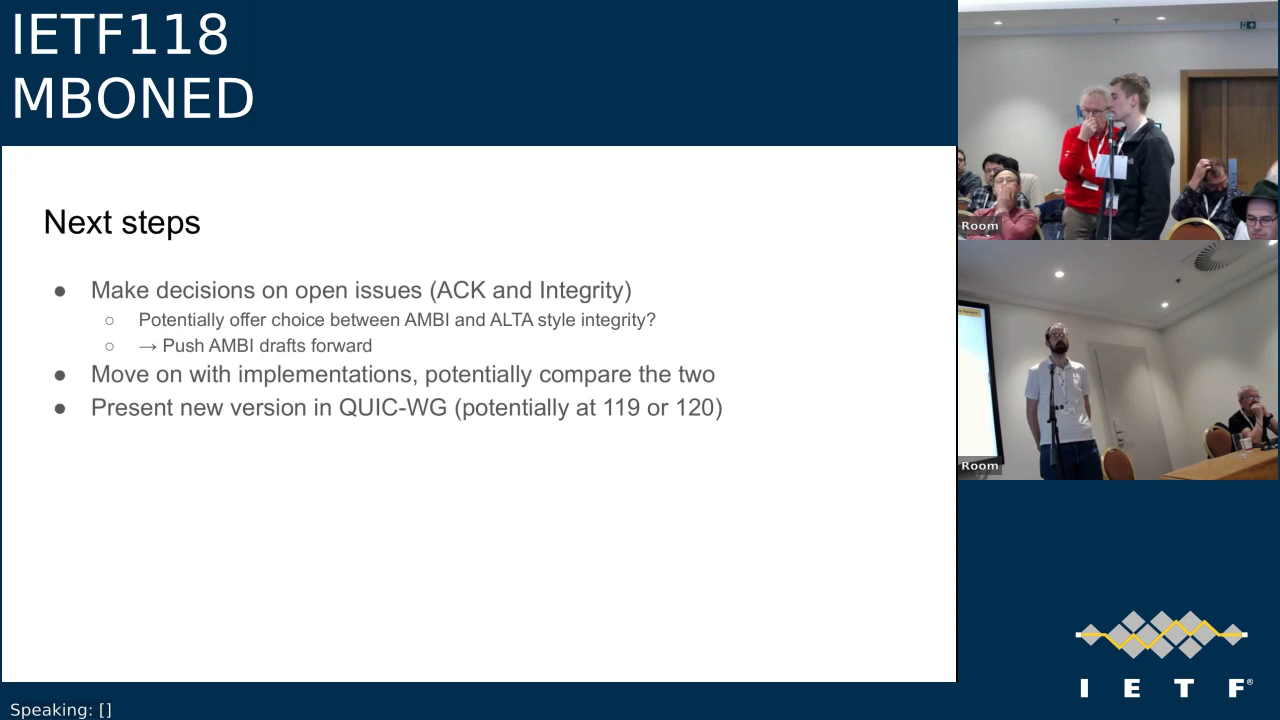 IETF118
MBONED
Next steps
● Make decisions on open issues (ACK and Integrity)
○ Potentially offer choice between AMBI and ALTA style integrity?
○ → Push AMBI drafts forward
● Move on with implementations, potentially compare the two
● Present new version in QUIC-WG (potentially at 119 or 120)
Room
Room
I E T F®
Speaking: []